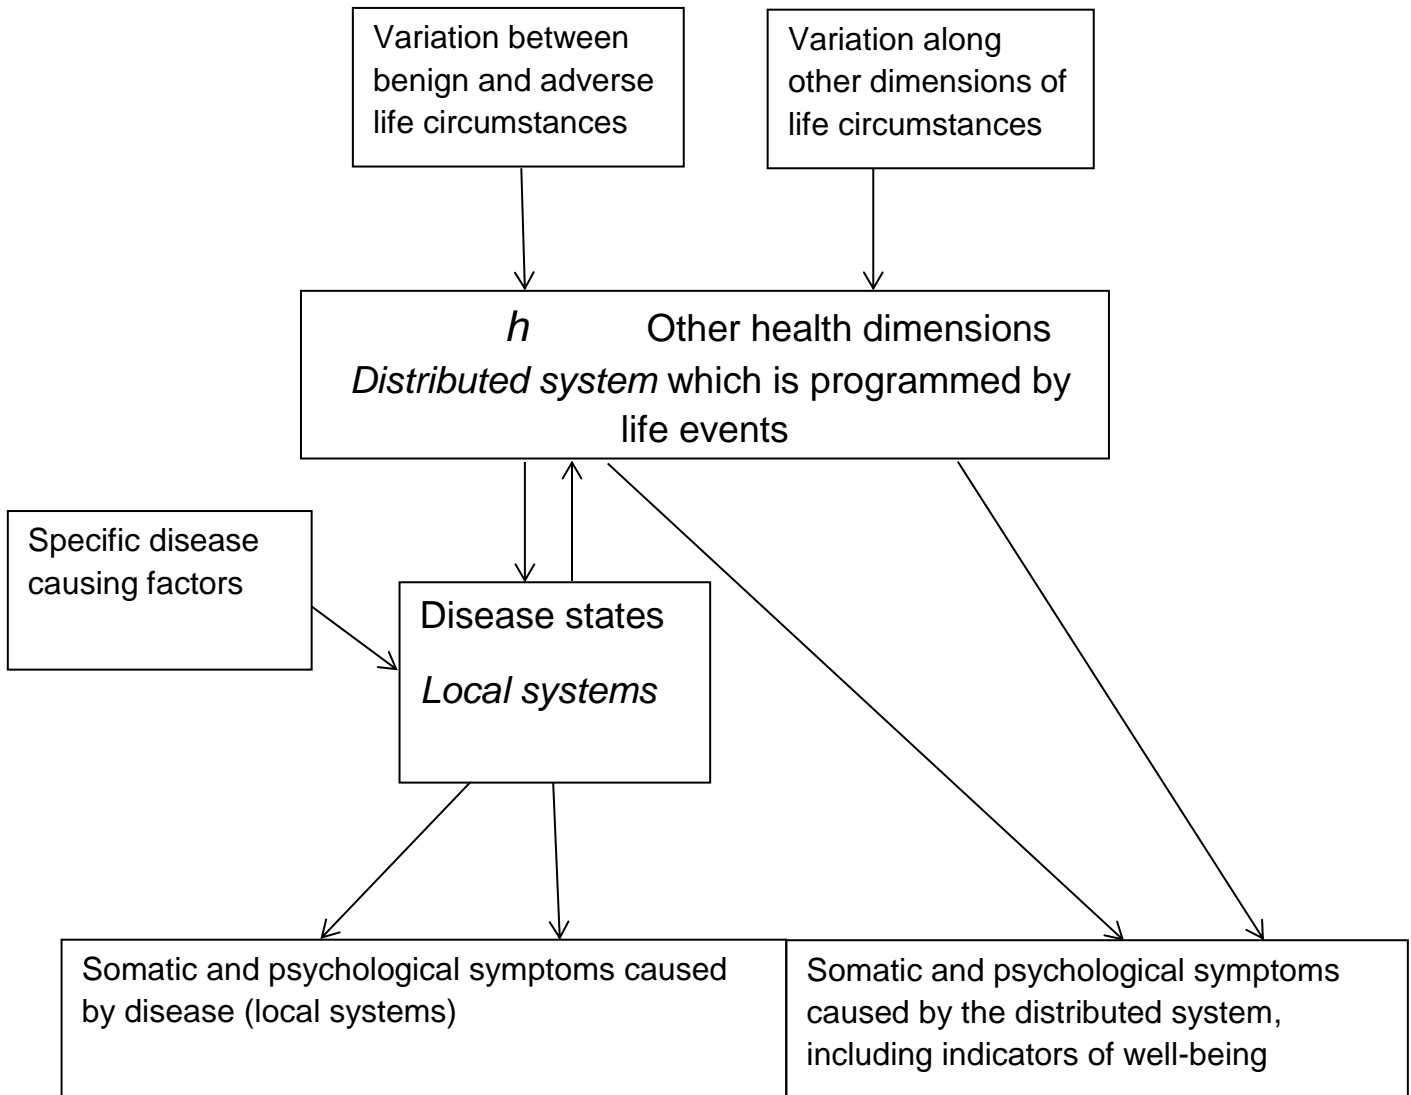 Variation between
benign and adverse
life circumstances
Variation along
other dimensions of
life circumstances
h Other health dimensions
Distributed system which is programmed by
life events
Specific disease
causing factors
Disease states
Local systems
Somatic and psychological symptoms caused
by disease (local systems)
Somatic and psychological symptoms
caused by the distributed system,
including indicators of well-being